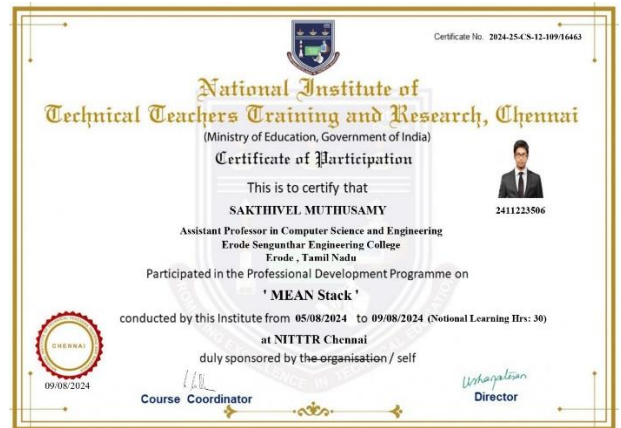 Certificate No. 2024-25-CS-12-109/16463
National Institute of
Technical Teachers Training and Research, Chennai
(Ministry of Education, Government of India)
Certificate of Participation
This is to certify that
SAKTHIVEL MUTHUSAMY
2411223506
Assistant Professor in Computer Science and Engineering
Erode Sengunthar Engineering College
Erode , Tamil Nadu
Participated in the Professional Development Programme on
' MEAN Stack '
conducted by this Institute from 05/08/2024 to 09/08/2024 (Notional Learning Hrs: 30)
at NITTTR Chennai
duly sponsored by the organisation / self
CHENNAI
09/08/2024
Course Coordinator
Director